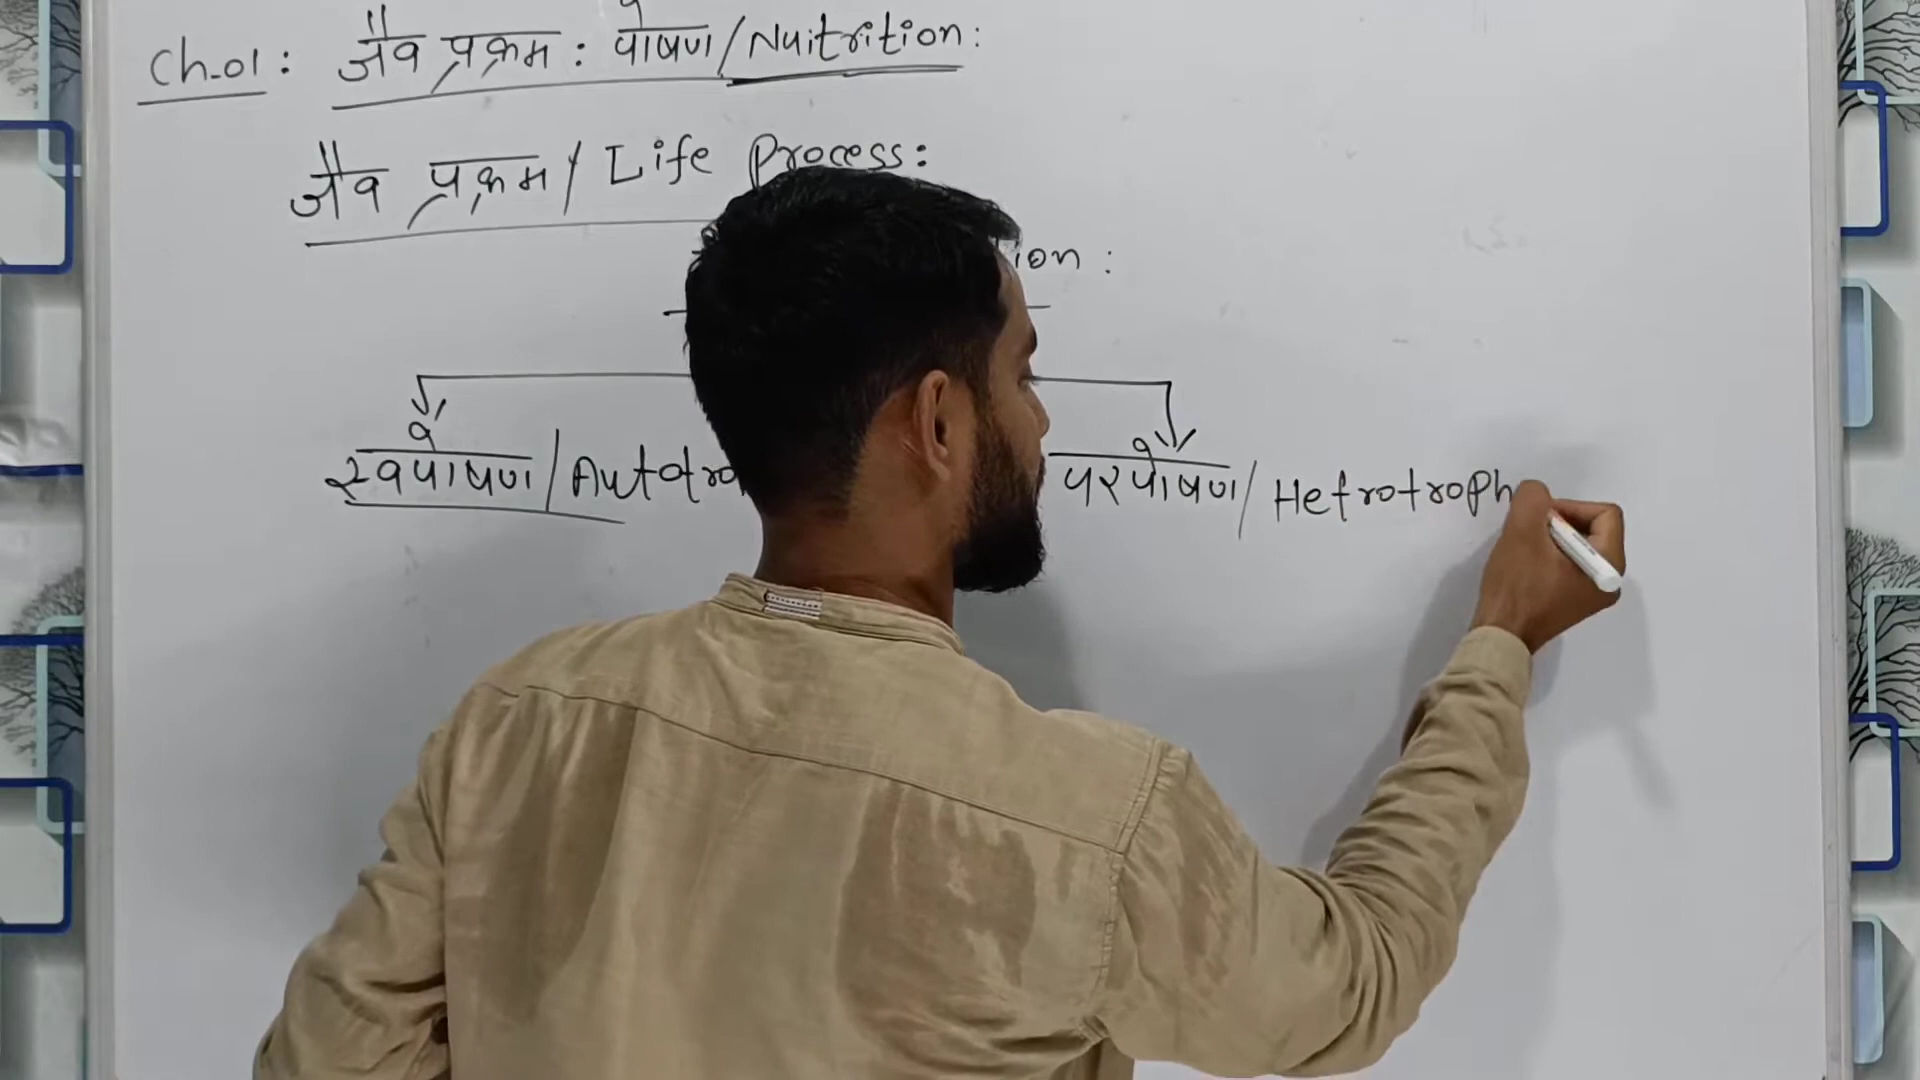 Ch-01: जैव प्रक्रम: पोषण/Nuitrition:
जैव प्रक्रम/Life Process:
ion:
स्वपोषण/Autotro परपोषण/Hetrotroph